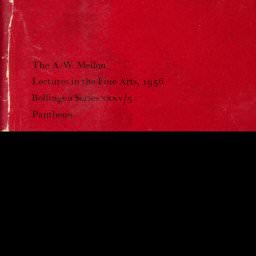 The A. W. Mellon
Lectures in the Fine Arts, 1956
Bollingen Series XXXV/5
Pantheon